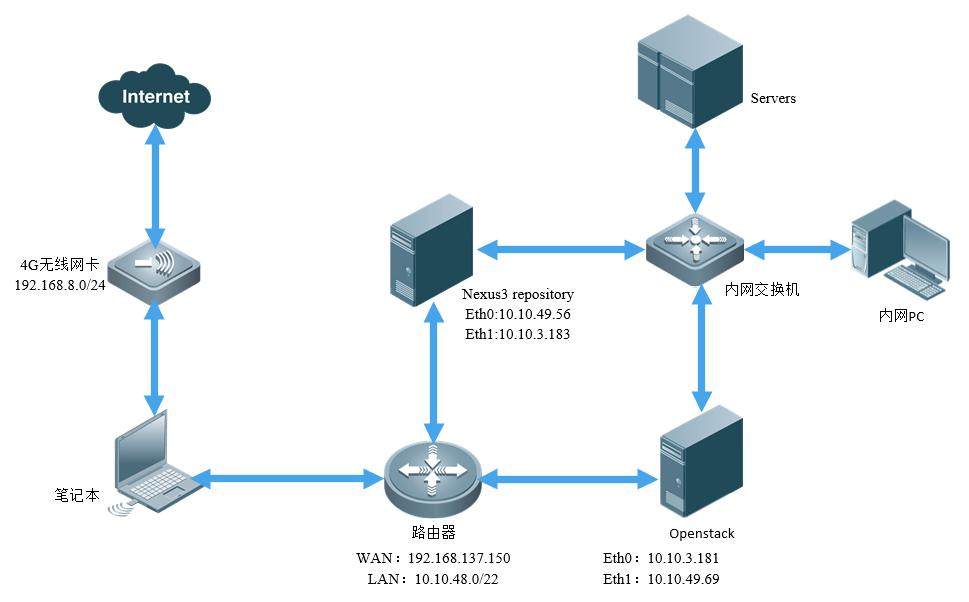 Internet
Servers
4G无线网卡
192.168.8.0/24
Nexus3 repository
Eth0:10.10.49.56
Eth1:10.10.3.183
内网交换机
内网PC
笔记本
路由器
WAN：192.168.137.150
LAN：10.10.48.0/22
Openstack
Eth0：10.10.3.181
Eth1：10.10.49.69